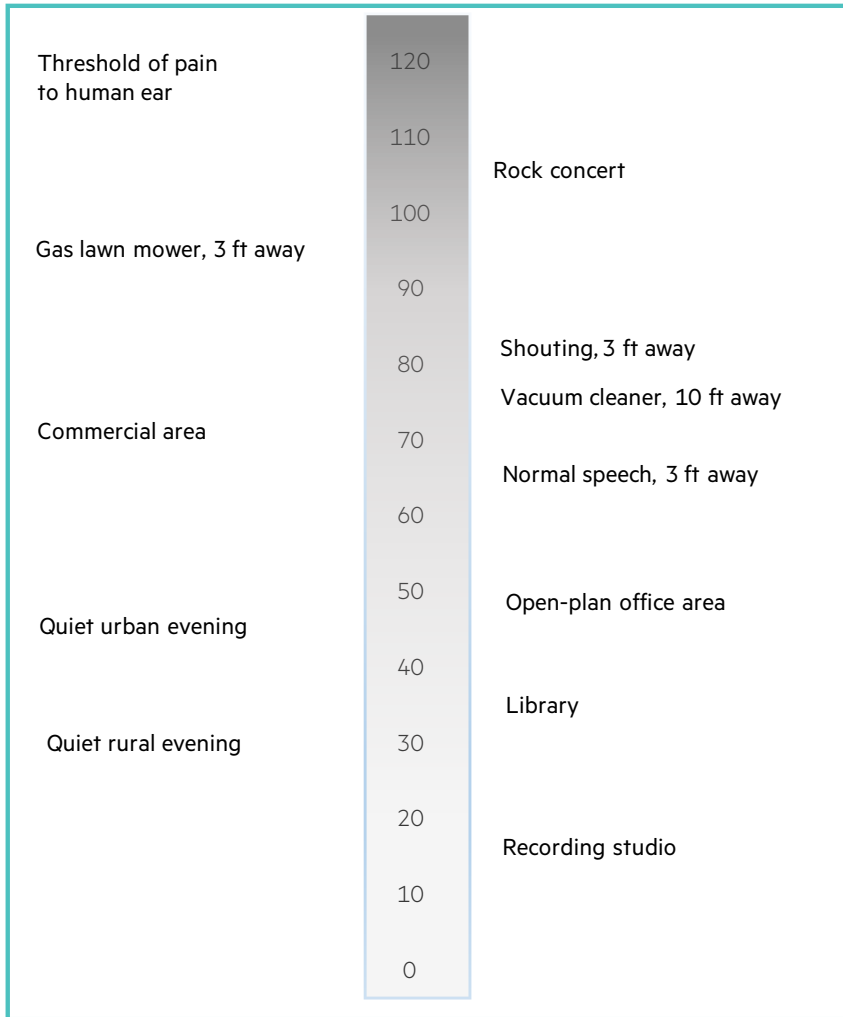 Threshold of pain
to human ear
120
110
Rock concert
100
Gas lawn mower, 3 ft away
90
Shouting, 3 ft away
80
Vacuum cleaner, 10 ft away
Commercial area
70
Normal speech, 3 ft away
60
50
Open-plan office area
Quiet urban evening
40
Library
Quiet rural evening
30
20
Recording studio
10
0